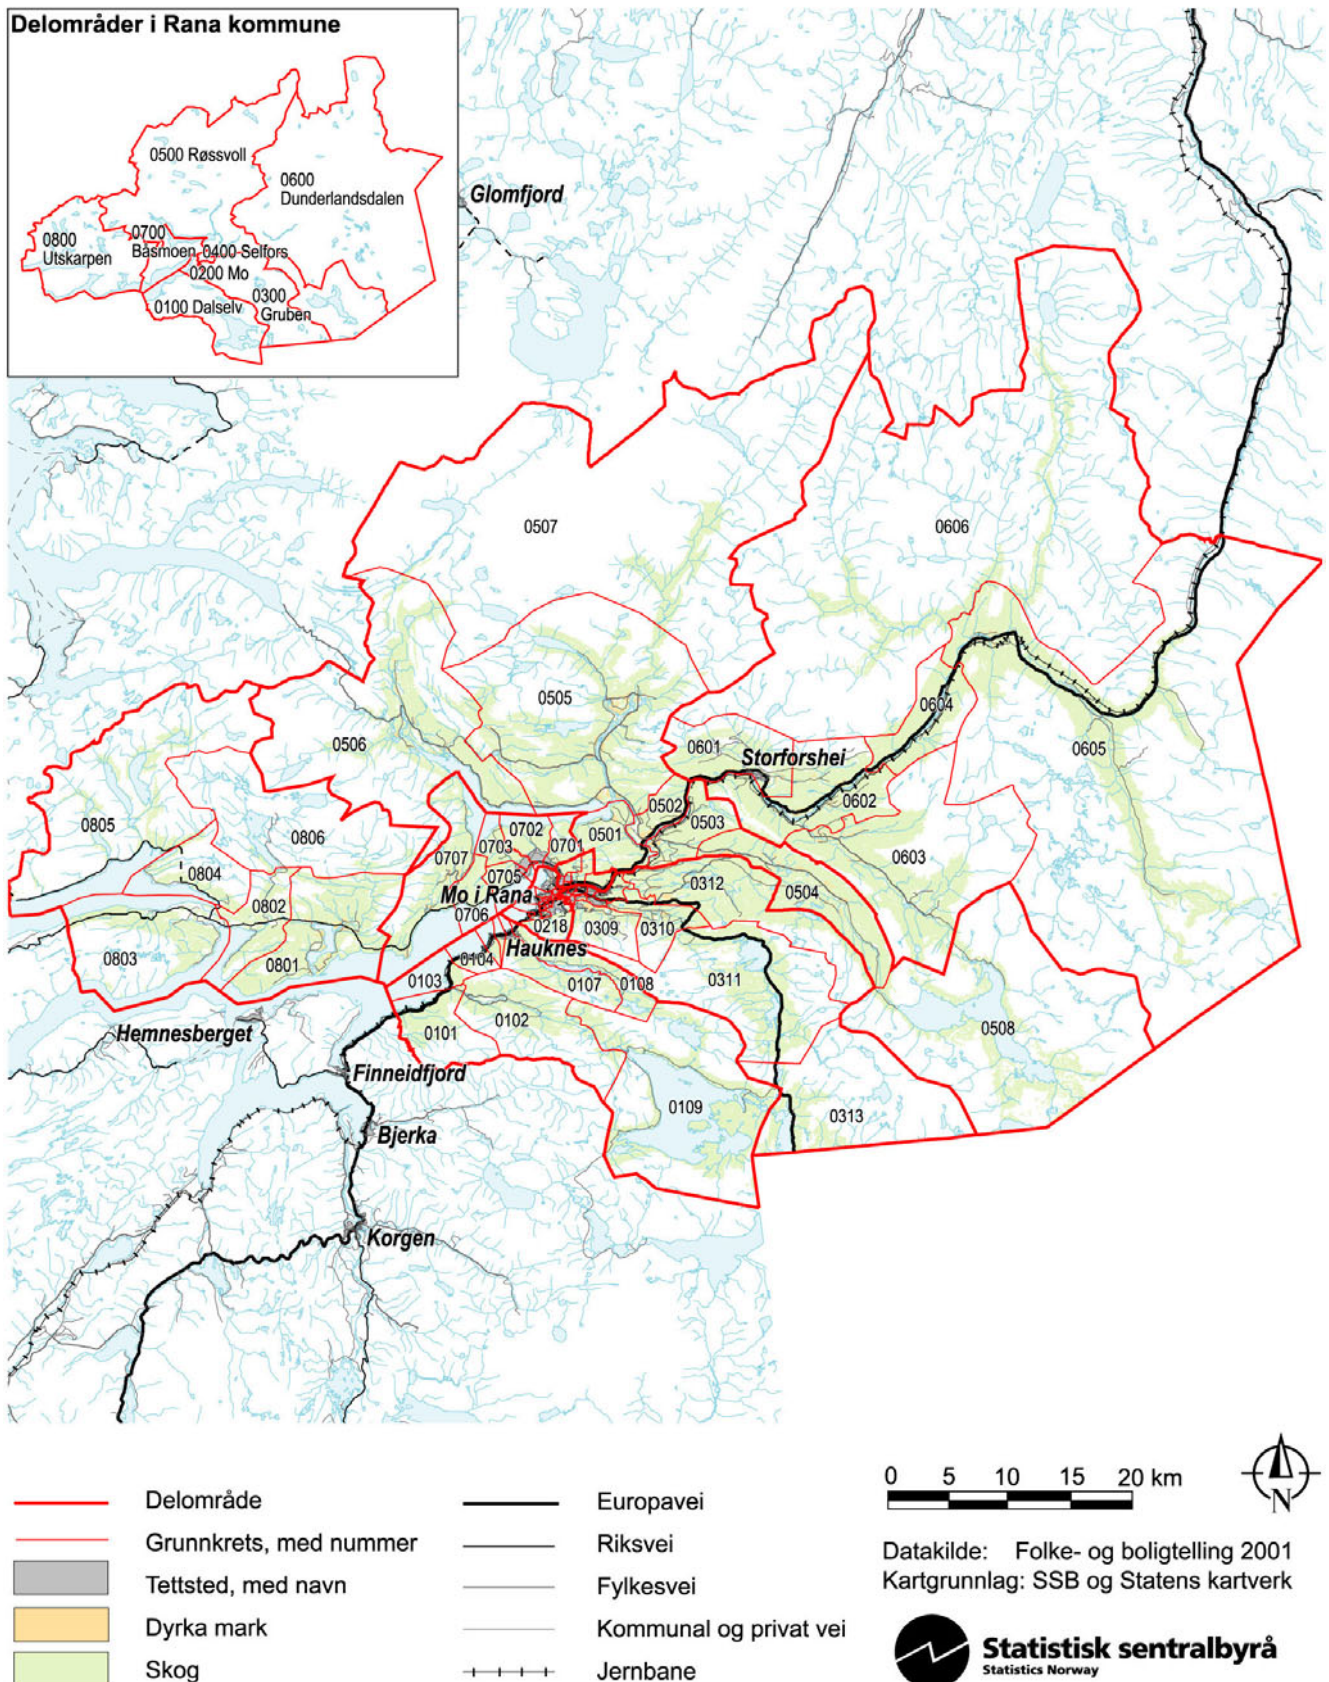 Delområder i Rana kommune
0500 Røssvoll
0600
Dunderlandsdalen
0800
Utskarpen
0700
Båsmoen
0400 Selfors
0200 Mo
0100 Dalselv
0300
Gruben
Glomfjord
0507
0606
0505
0506
0604
0601
Storforshei
0605
0602
0502
0503
0501
0702
0703
0701
0603
0805
0806
0804
0707
0705
0312
0504
Mo i Rana
0802
0706
0218
0309
0310
Hauknes
0803
0801
0104
0103
0107
0108
0311
0101
0102
0508
Hemnesberget
Finneidfjord
0109
0313
Bjerka
Korgen
Delområde
Grunnkrets, med nummer
Tettsted, med navn
Dyrka mark
Skog
Europavei
Riksvei
Fylkesvei
Kommunal og privat vei
Jernbane
0 5 10 15 20 km
N
Datakilde: Folke- og boligtelling 2001
Kartgrunnlag: SSB og Statens kartverk
Statistisk sentralbyrå
Statistics Norway